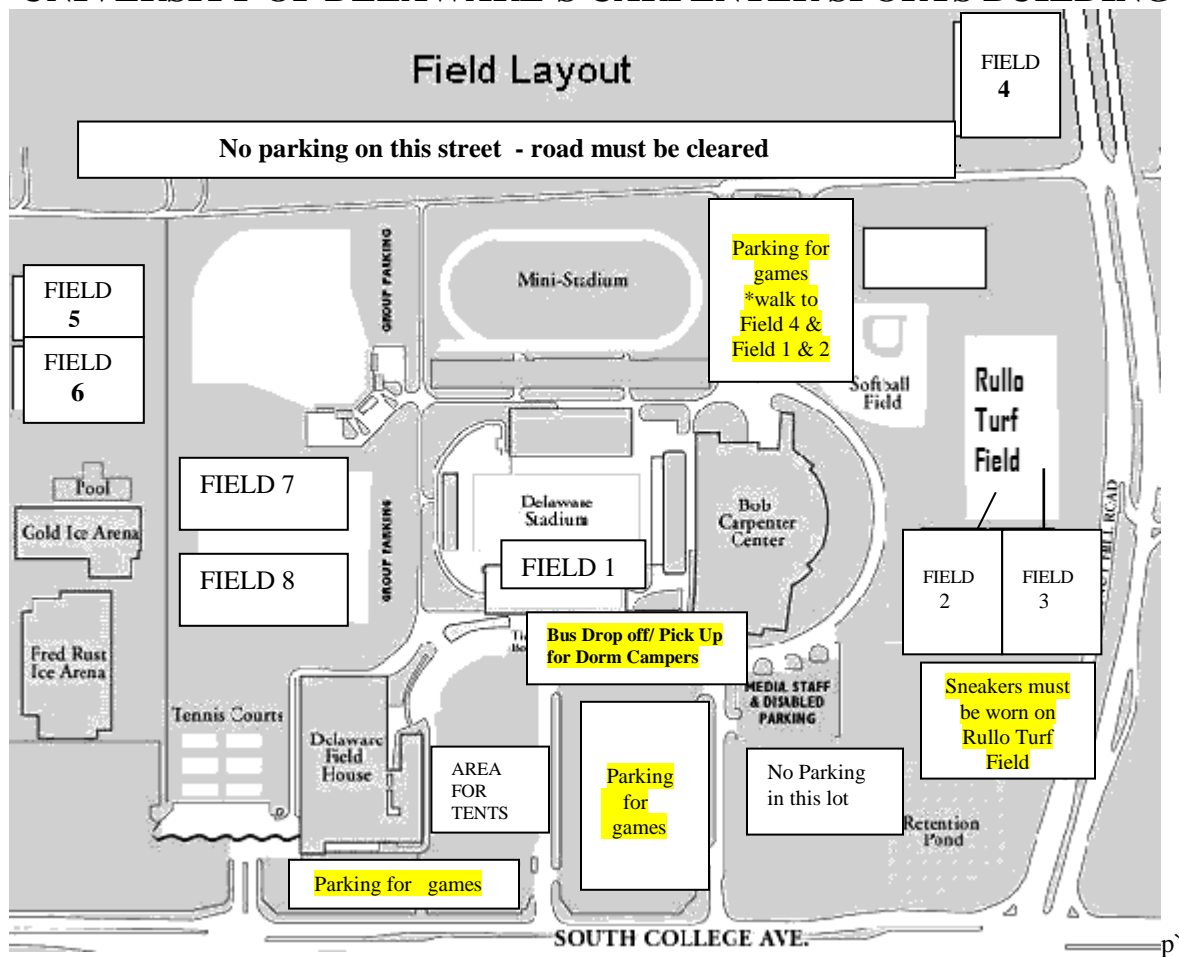 Field Layout
FIELD
4
No parking on this street - road must be cleared
GROUP PARKING
Mini-Stadium
Parking for
games
*walk to
Field 4 &
Field 1 & 2
FIELD
5
FIELD
6
Softball
Field
Rullo
Turf
Field
Pool
Gold Ice Arena
FIELD 7
FIELD 8
GROUP PARKING
Delaware
Stadium
FIELD 1
Bob
Carpenter
Center
FIELD
2
FIELD
3
ROAD
Fred Rust
Ice Arena
Bus Drop off/ Pick Up
for Dorm Campers
MEDIA, STAFF
& DISABLED
PARKING
Sneakers must
be worn on
Rullo Turf
Field
Tennis Courts
Delaware
Field
House
AREA
FOR
TENTS
Parking
for
games
No Parking
in this lot
Retention
Pond
Parking for games
SOUTH COLLEGE AVE.
p`